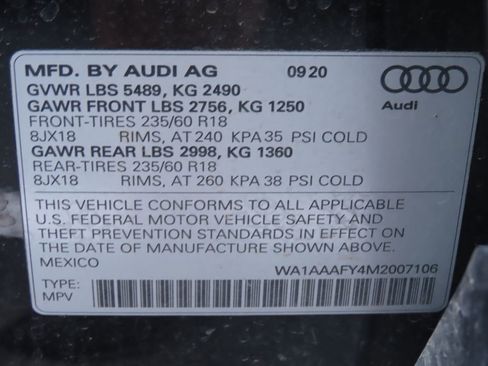 MFD. BY AUDI AG 09 20
GVWR LBS 5489, KG 2490
GAWR FRONT LBS 2756, KG 1250
Audi
FRONT-TIRES 235/60 R18
8JX18 RIMS, AT 240 KPA 35 PSI COLD
GAWR REAR LBS 2998, KG 1360
REAR-TIRES 235/60 R18
8JX18 RIMS, AT 260 KPA 38 PSI COLD
THIS VEHICLE CONFORMS TO ALL APPLICABLE
U.S. FEDERAL MOTOR VEHICLE SAFETY AND
THEFT PREVENTION STANDARDS IN EFFECT ON
THE DATE OF MANUFACTURE SHOWN ABOVE.
MEXICO WA1AAAFY4M2007106
TYPE:
MPV